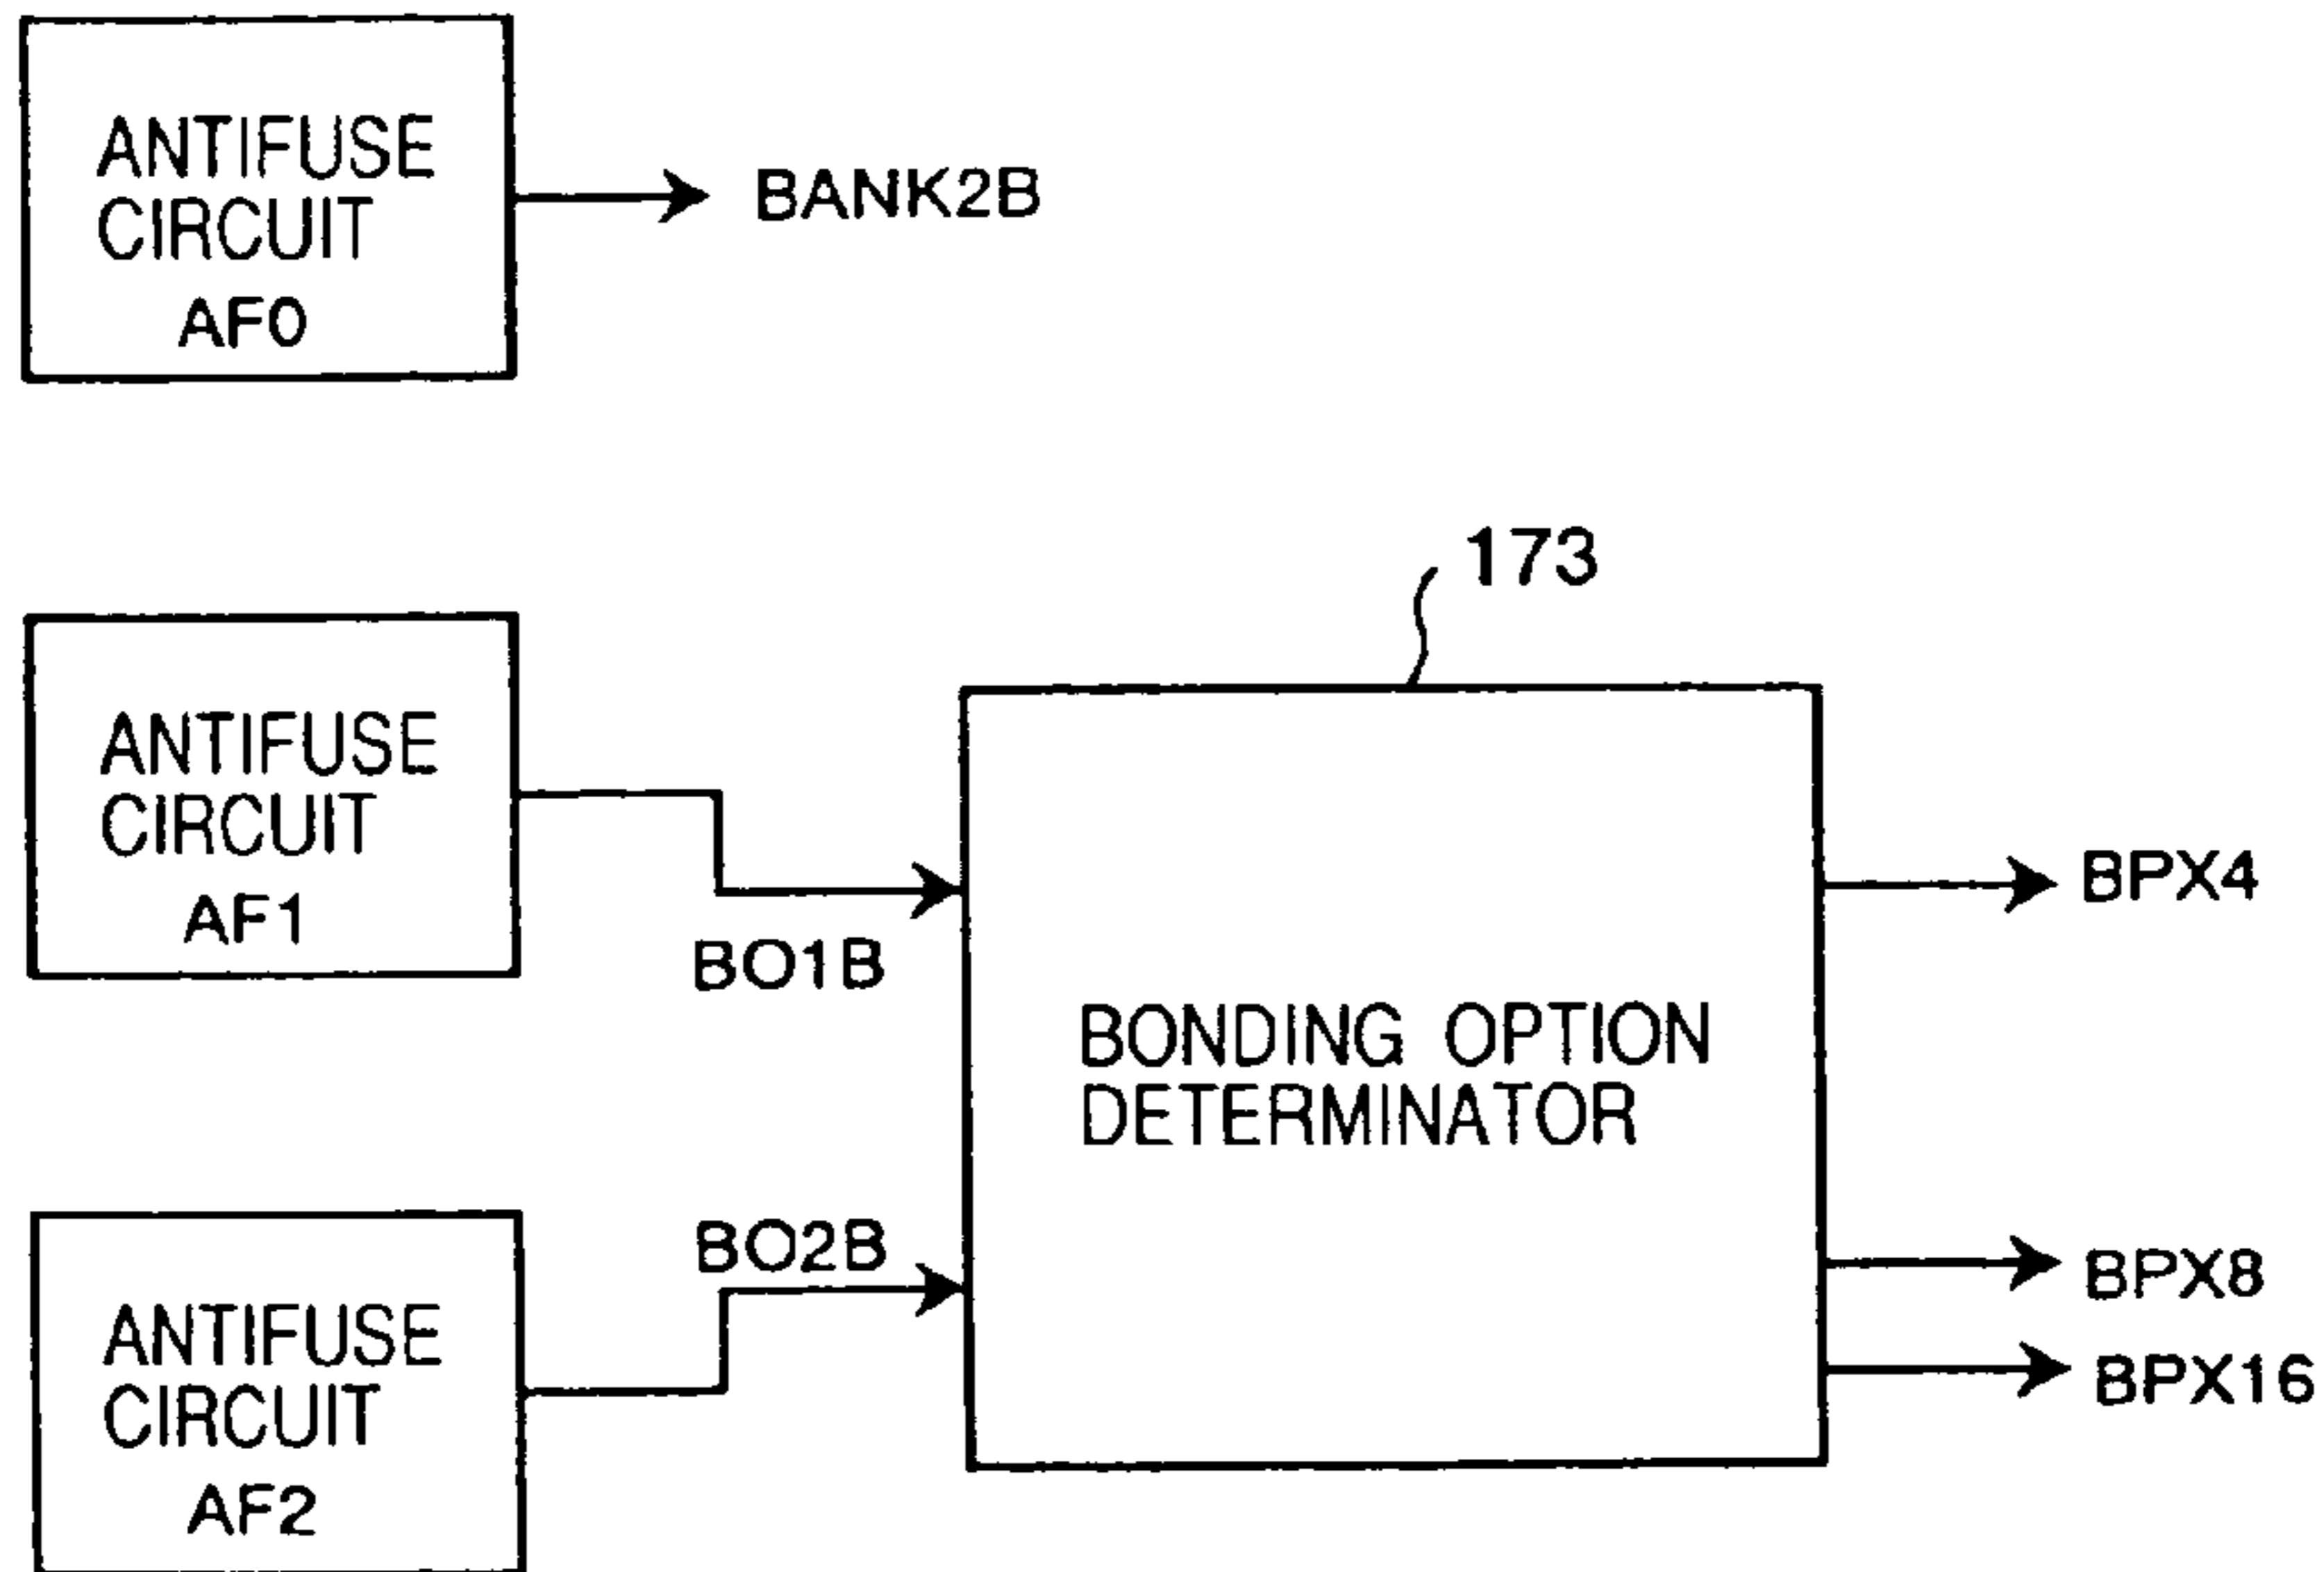 ANTIFUSE
CIRCUIT
AF0
BANK2B
173
ANTIFUSE
CIRCUIT
AF1
BO1B
BPX4
BONDING OPTION
DETERMINATOR
BO2B
BPX8
ANTIFUSE
CIRCUIT
AF2
BPX16